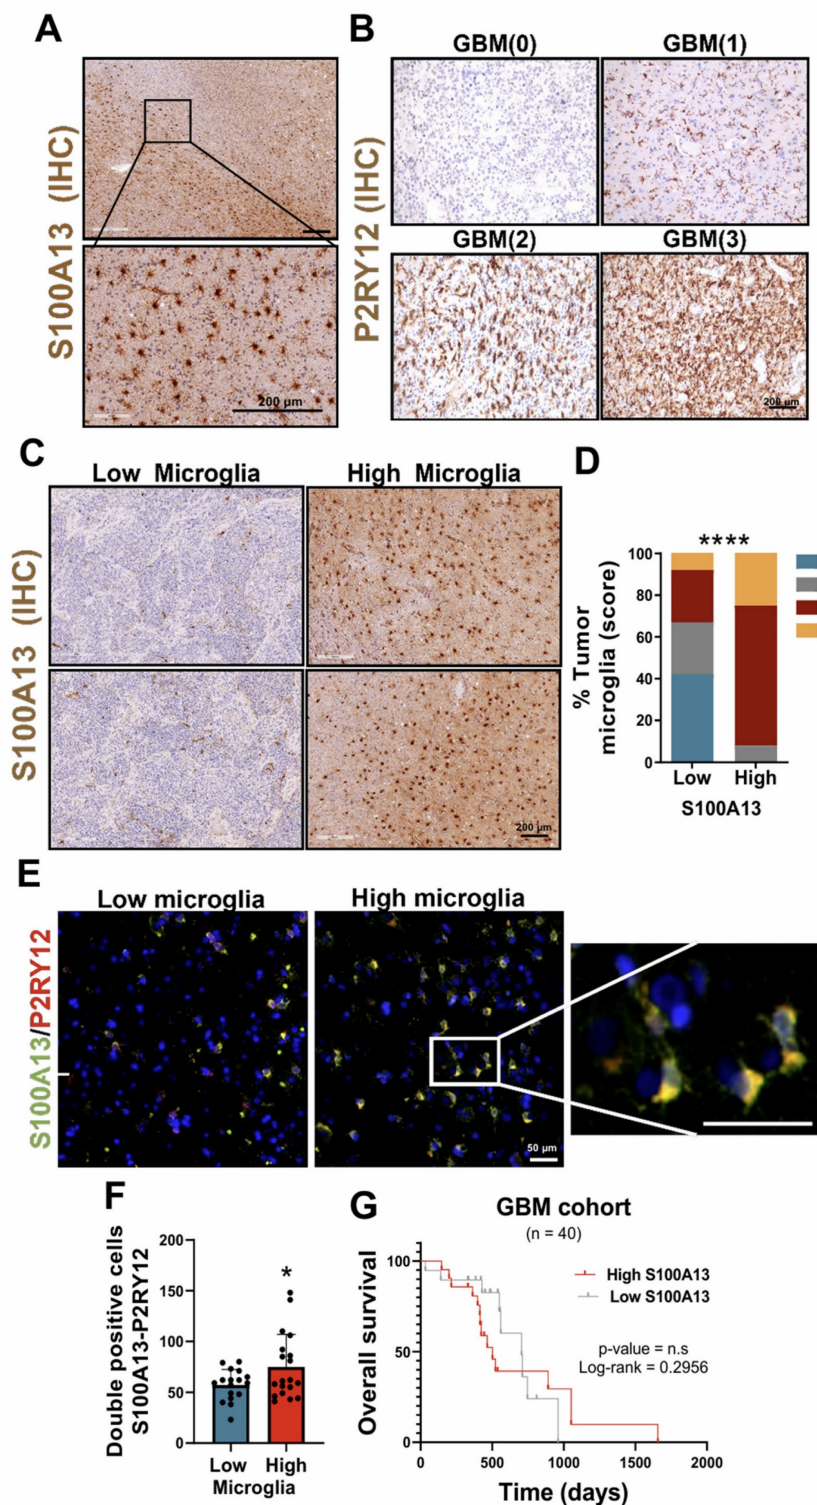 A
S100A13 (IHC)
200 µm
B
P2RY12 (IHC)
GBM(0)
GBM(1)
GBM(2)
GBM(3)
200 µm
C
Low Microglia
High Microglia
S100A13 (IHC)
200 µm
D
****
% Tumor
microglia (score)
100
80
60
40
20
0
Low
High
S100A13
E
Low microglia
High microglia
S100A13/P2RY12
50 µm
F
Double positive cells
S100A13-P2RY12
200
150
100
50
0
*
Low
High
Microglia
G
GBM cohort
(n = 40)
Overall survival
100
50
0
High S100A13
Low S100A13
p-value = n.s
Log-rank = 0.2956
0
500
1000
1500
2000
Time (days)